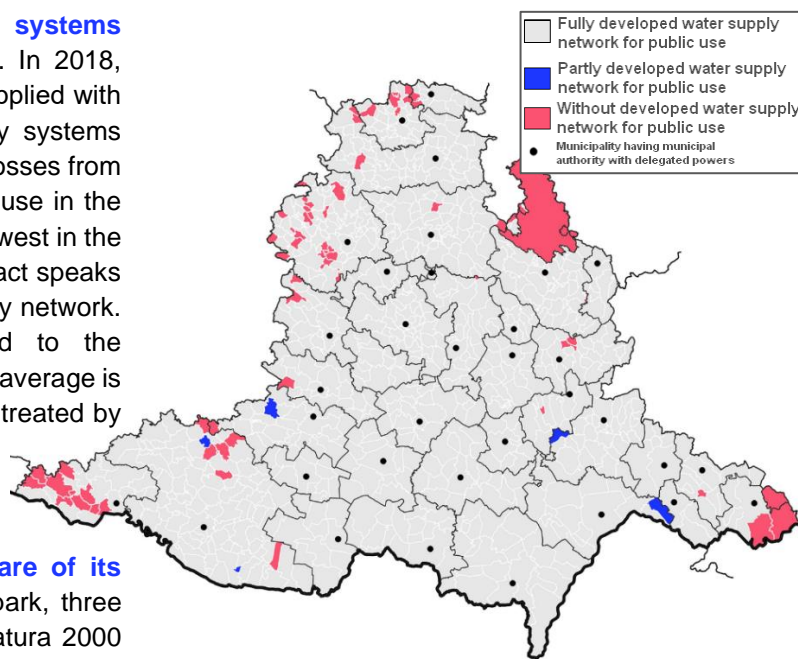 systems
. In 2018,
pplied with
y systems
osses from
use in the
west in the
act speaks
y network.
d to the
average is
treated by
are of its
park, three
atura 2000
Fully developed water supply
network for public use
Partly developed water supply
network for public use
Without developed water supply
network for public use
Municipality having municipal
authority with delegated powers